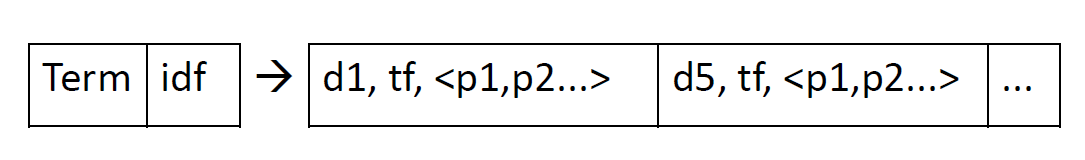 Term idf → d1, tf, <p1,p2...> d5, tf, <p1,p2...> ...